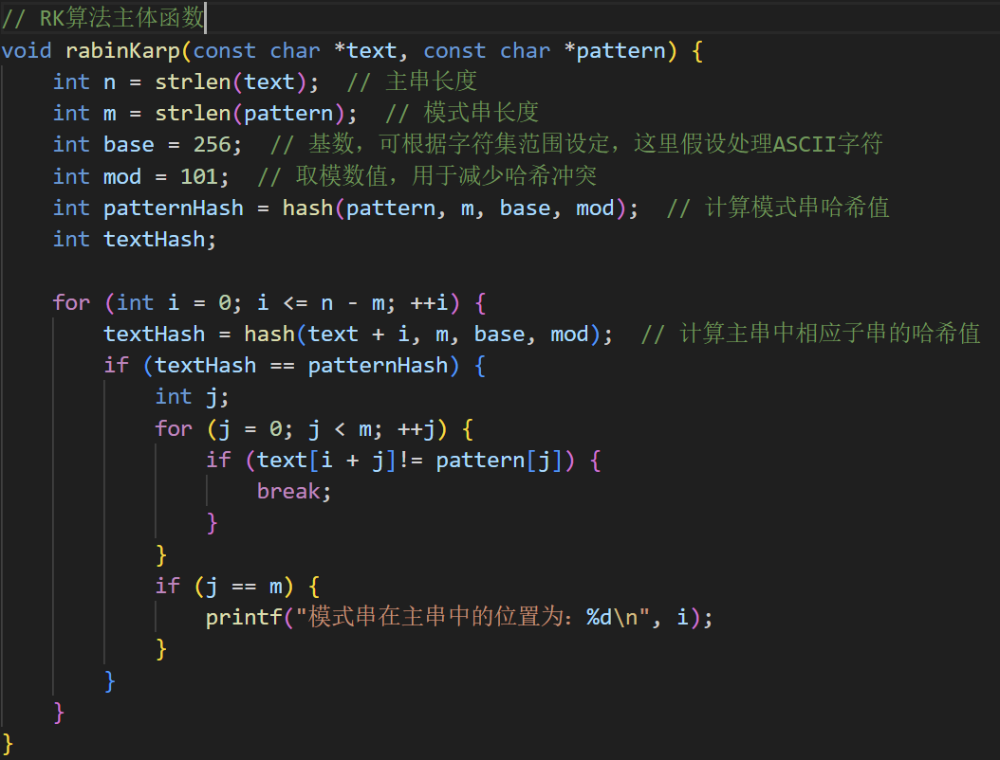 // RK算法主体函数
void rabinKarp(const char *text, const char *pattern) {
    int n = strlen(text);  // 主串长度
    int m = strlen(pattern);  // 模式串长度
    int base = 256;  // 基数，可根据字符集范围设定，这里假设处理ASCII字符
    int mod = 101;  // 取模数值，用于减少哈希冲突
    int patternHash = hash(pattern, m, base, mod);  // 计算模式串哈希值
    int textHash;

    for (int i = 0; i <= n - m; ++i) {
        textHash = hash(text + i, m, base, mod);  // 计算主串中相应子串的哈希值
        if (textHash == patternHash) {
            int j;
            for (j = 0; j < m; ++j) {
                if (text[i + j]!= pattern[j]) {
                    break;
                }
            }
            if (j == m) {
                printf("模式串在主串中的位置为：%d\n", i);
            }
        }
    }
}